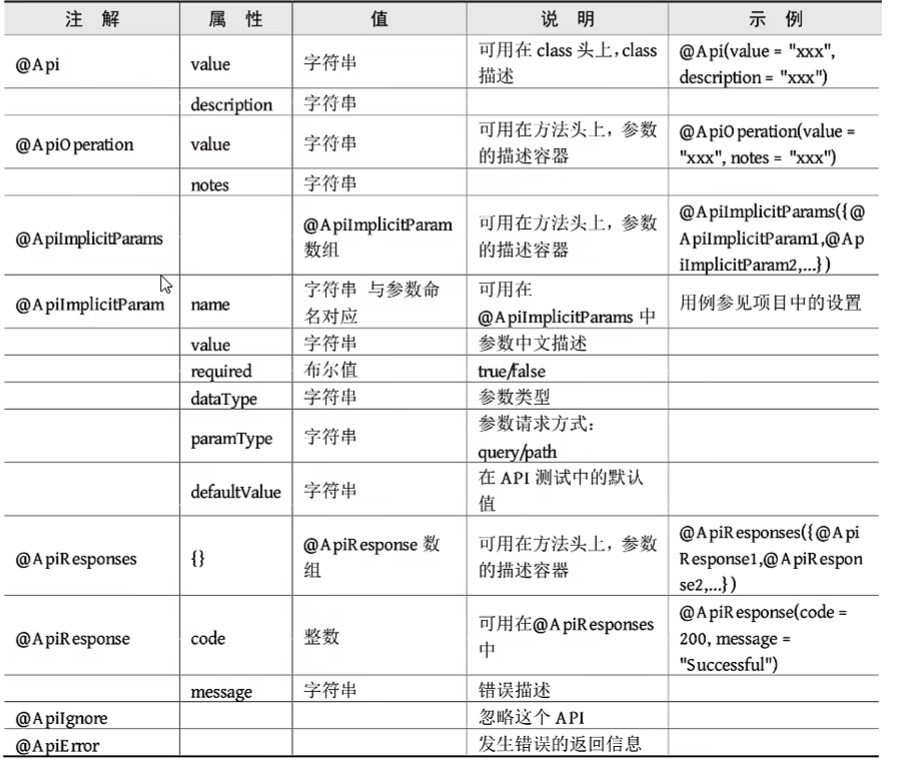 注 解 属 性 值 说 明 示 例
@Api value 字符串 可用在 class 头上,class 描述 @Api(value = "xxx", description = "xxx")
description 字符串
@ApiOperation value 字符串 可用在方法头上，参数的描述容器 @ApiOperation(value = "xxx", notes = "xxx")
notes 字符串
@ApiImplicitParams @ApiImplicitParam 数组 可用在方法头上，参数的描述容器 @ApiImplicitParams({@ApiImplicitParam1,@ApiImplicitParam2,...})
@ApiImplicitParam name 字符串 与参数命名对应 可用在 @ApiImplicitParams 中 用例参见项目中的设置
value 字符串 参数中文描述
required 布尔值 true/false
dataType 字符串 参数类型
paramType 字符串 参数请求方式：query/path
defaultValue 字符串 在 API 测试中的默认值
@ApiResponses {} @ApiResponse 数组 可用在方法头上，参数的描述容器 @ApiResponses({@ApiResponse1,@ApiResponse2,...})
@ApiResponse code 整数 可用在@ApiResponses 中 @ApiResponse(code = 200, message = "Successful")
message 字符串 错误描述
@ApiIgnore 忽略这个 API
@ApiError 发生错误的返回信息